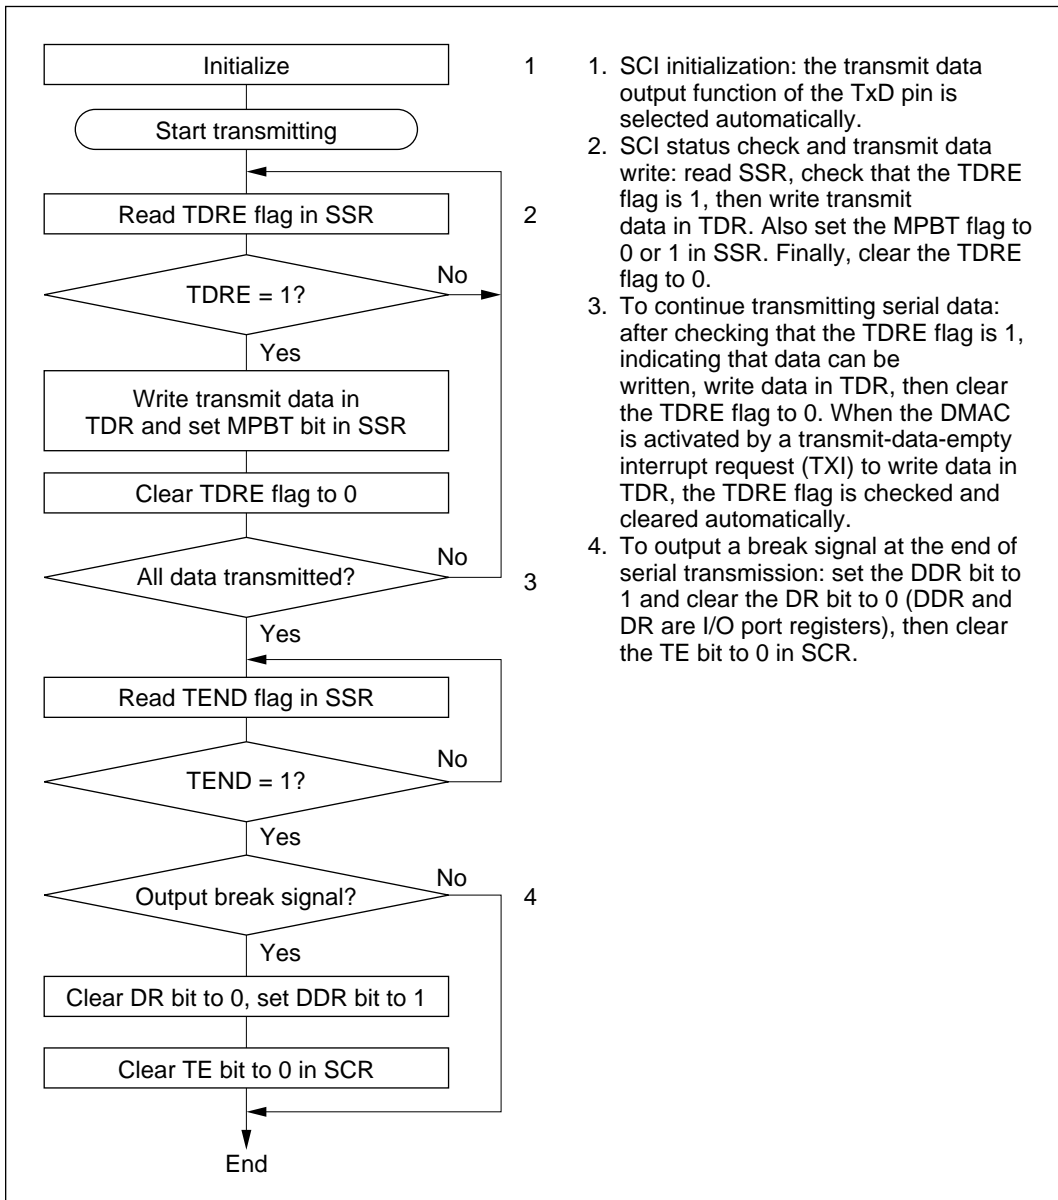 Initialize
1
Start transmitting
Read TDRE flag in SSR
2
TDRE = 1?
No
Yes
Write transmit data in
TDR and set MPBT bit in SSR
Clear TDRE flag to 0
All data transmitted?
No
3
Yes
Read TEND flag in SSR
TEND = 1?
No
Yes
Output break signal?
No
4
Yes
Clear DR bit to 0, set DDR bit to 1
Clear TE bit to 0 in SCR
End
1. SCI initialization: the transmit data
output function of the TxD pin is
selected automatically.
2. SCI status check and transmit data
write: read SSR, check that the TDRE
flag is 1, then write transmit
data in TDR. Also set the MPBT flag to
0 or 1 in SSR. Finally, clear the TDRE
flag to 0.
3. To continue transmitting serial data:
after checking that the TDRE flag is 1,
indicating that data can be
written, write data in TDR, then clear
the TDRE flag to 0. When the DMAC
is activated by a transmit-data-empty
interrupt request (TXI) to write data in
TDR, the TDRE flag is checked and
cleared automatically.
4. To output a break signal at the end of
serial transmission: set the DDR bit to
1 and clear the DR bit to 0 (DDR and
DR are I/O port registers), then clear
the TE bit to 0 in SCR.